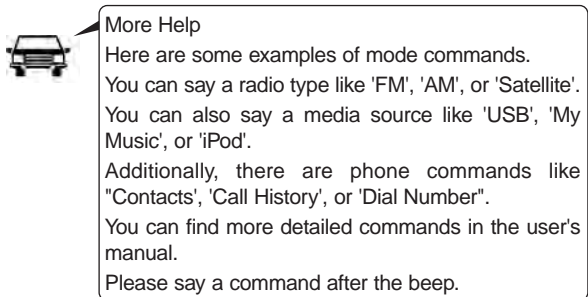 More Help
Here are some examples of mode commands.
You can say a radio type like 'FM', 'AM', or 'Satellite'.
You can also say a media source like 'USB', 'My
Music', or 'iPod'.
Additionally, there are phone commands like
"Contacts', 'Call History', or 'Dial Number".
You can find more detailed commands in the user's
manual.
Please say a command after the beep.